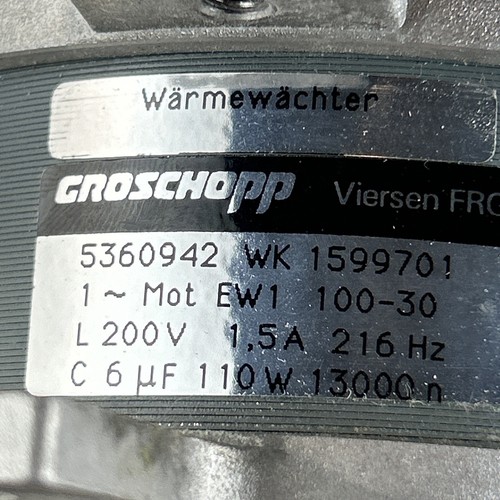 Wärmewächter
GROSCHOPP Viersen FRG
5360942 WK 1599701
1 ~ Mot EW1 100-30
L 200V 1,5A 216 Hz
C 6 µF 110W 13000 n